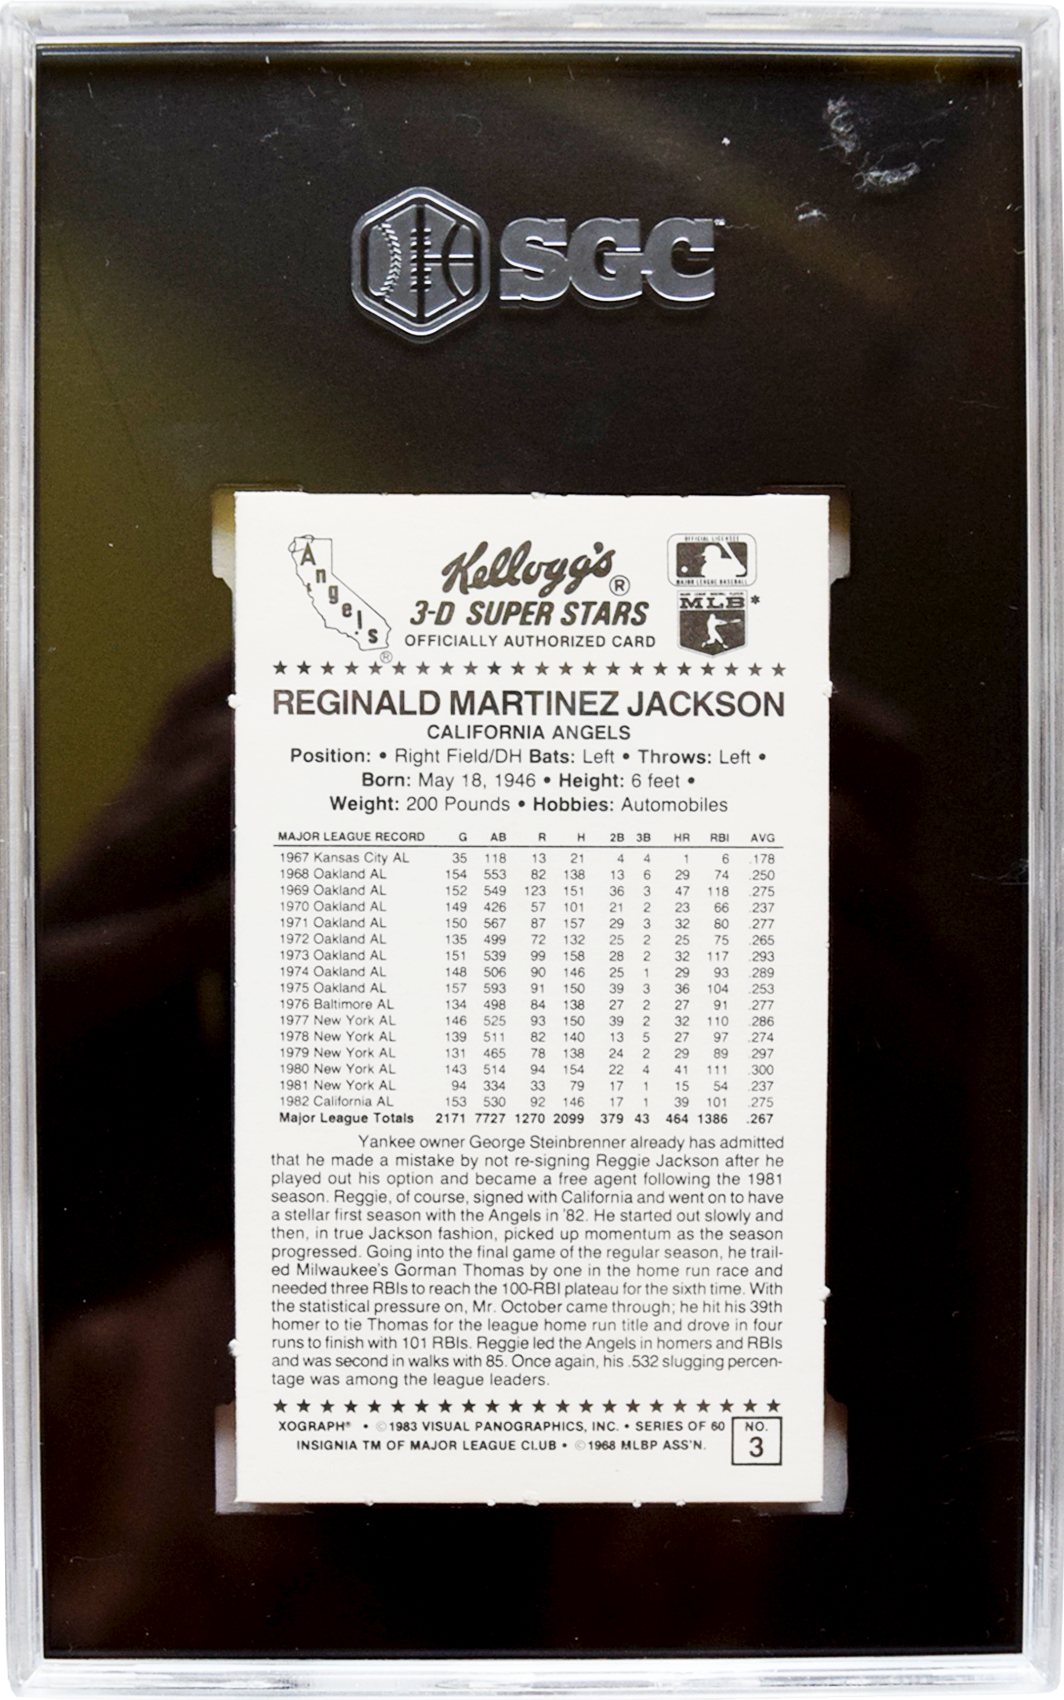 SGC™
Angels®
Kellogg's®
3-D SUPER STARS
OFFICIALLY AUTHORIZED CARD
OFFICIAL LICENSEE
MAJOR LEAGUE BASEBALL
MLB*
REGINALD MARTINEZ JACKSON
CALIFORNIA ANGELS
Position: • Right Field/DH Bats: Left • Throws: Left •
Born: May 18, 1946 • Height: 6 feet •
Weight: 200 Pounds • Hobbies: Automobiles
MAJOR LEAGUE RECORD G AB R H 2B 3B HR RBI AVG
1967 Kansas City AL 35 118 13 21 4 4 1 6 .178
1968 Oakland AL 154 553 82 138 13 6 29 74 .250
1969 Oakland AL 152 549 123 151 36 3 47 118 .275
1970 Oakland AL 149 426 57 101 21 2 23 66 .237
1971 Oakland AL 150 567 87 157 29 3 32 80 .277
1972 Oakland AL 135 499 72 132 25 2 25 75 .265
1973 Oakland AL 151 539 99 158 28 2 32 117 .293
1974 Oakland AL 148 506 90 146 25 1 29 93 .289
1975 Oakland AL 157 593 91 150 39 3 36 104 .253
1976 Baltimore AL 134 498 84 138 27 2 27 91 .277
1977 New York AL 146 525 93 150 39 2 32 110 .286
1978 New York AL 139 511 82 140 13 5 27 97 .274
1979 New York AL 131 465 78 138 24 2 29 89 .297
1980 New York AL 143 514 94 154 22 4 41 111 .300
1981 New York AL 94 334 33 79 17 1 15 54 .237
1982 California AL 153 530 92 146 17 1 39 101 .275
Major League Totals 2171 7727 1270 2099 379 43 464 1386 .267
Yankee owner George Steinbrenner already has admitted
that he made a mistake by not re-signing Reggie Jackson after he
played out his option and became a free agent following the 1981
season. Reggie, of course, signed with California and went on to have
a stellar first season with the Angels in '82. He started out slowly and
then, in true Jackson fashion, picked up momentum as the season
progressed. Going into the final game of the regular season, he trail-
ed Milwaukee's Gorman Thomas by one in the home run race and
needed three RBIs to reach the 100-RBI plateau for the sixth time. With
the statistical pressure on, Mr. October came through; he hit his 39th
homer to tie Thomas for the league home run title and drove in four
runs to finish with 101 RBIs. Reggie led the Angels in homers and RBIs
and was second in walks with 85. Once again, his .532 slugging percen-
tage was among the league leaders.
XOGRAPH® • ©1983 VISUAL PANOGRAPHICS, INC. • SERIES OF 60
INSIGNIA TM OF MAJOR LEAGUE CLUB • ©1968 MLBP ASS'N.
NO.
3